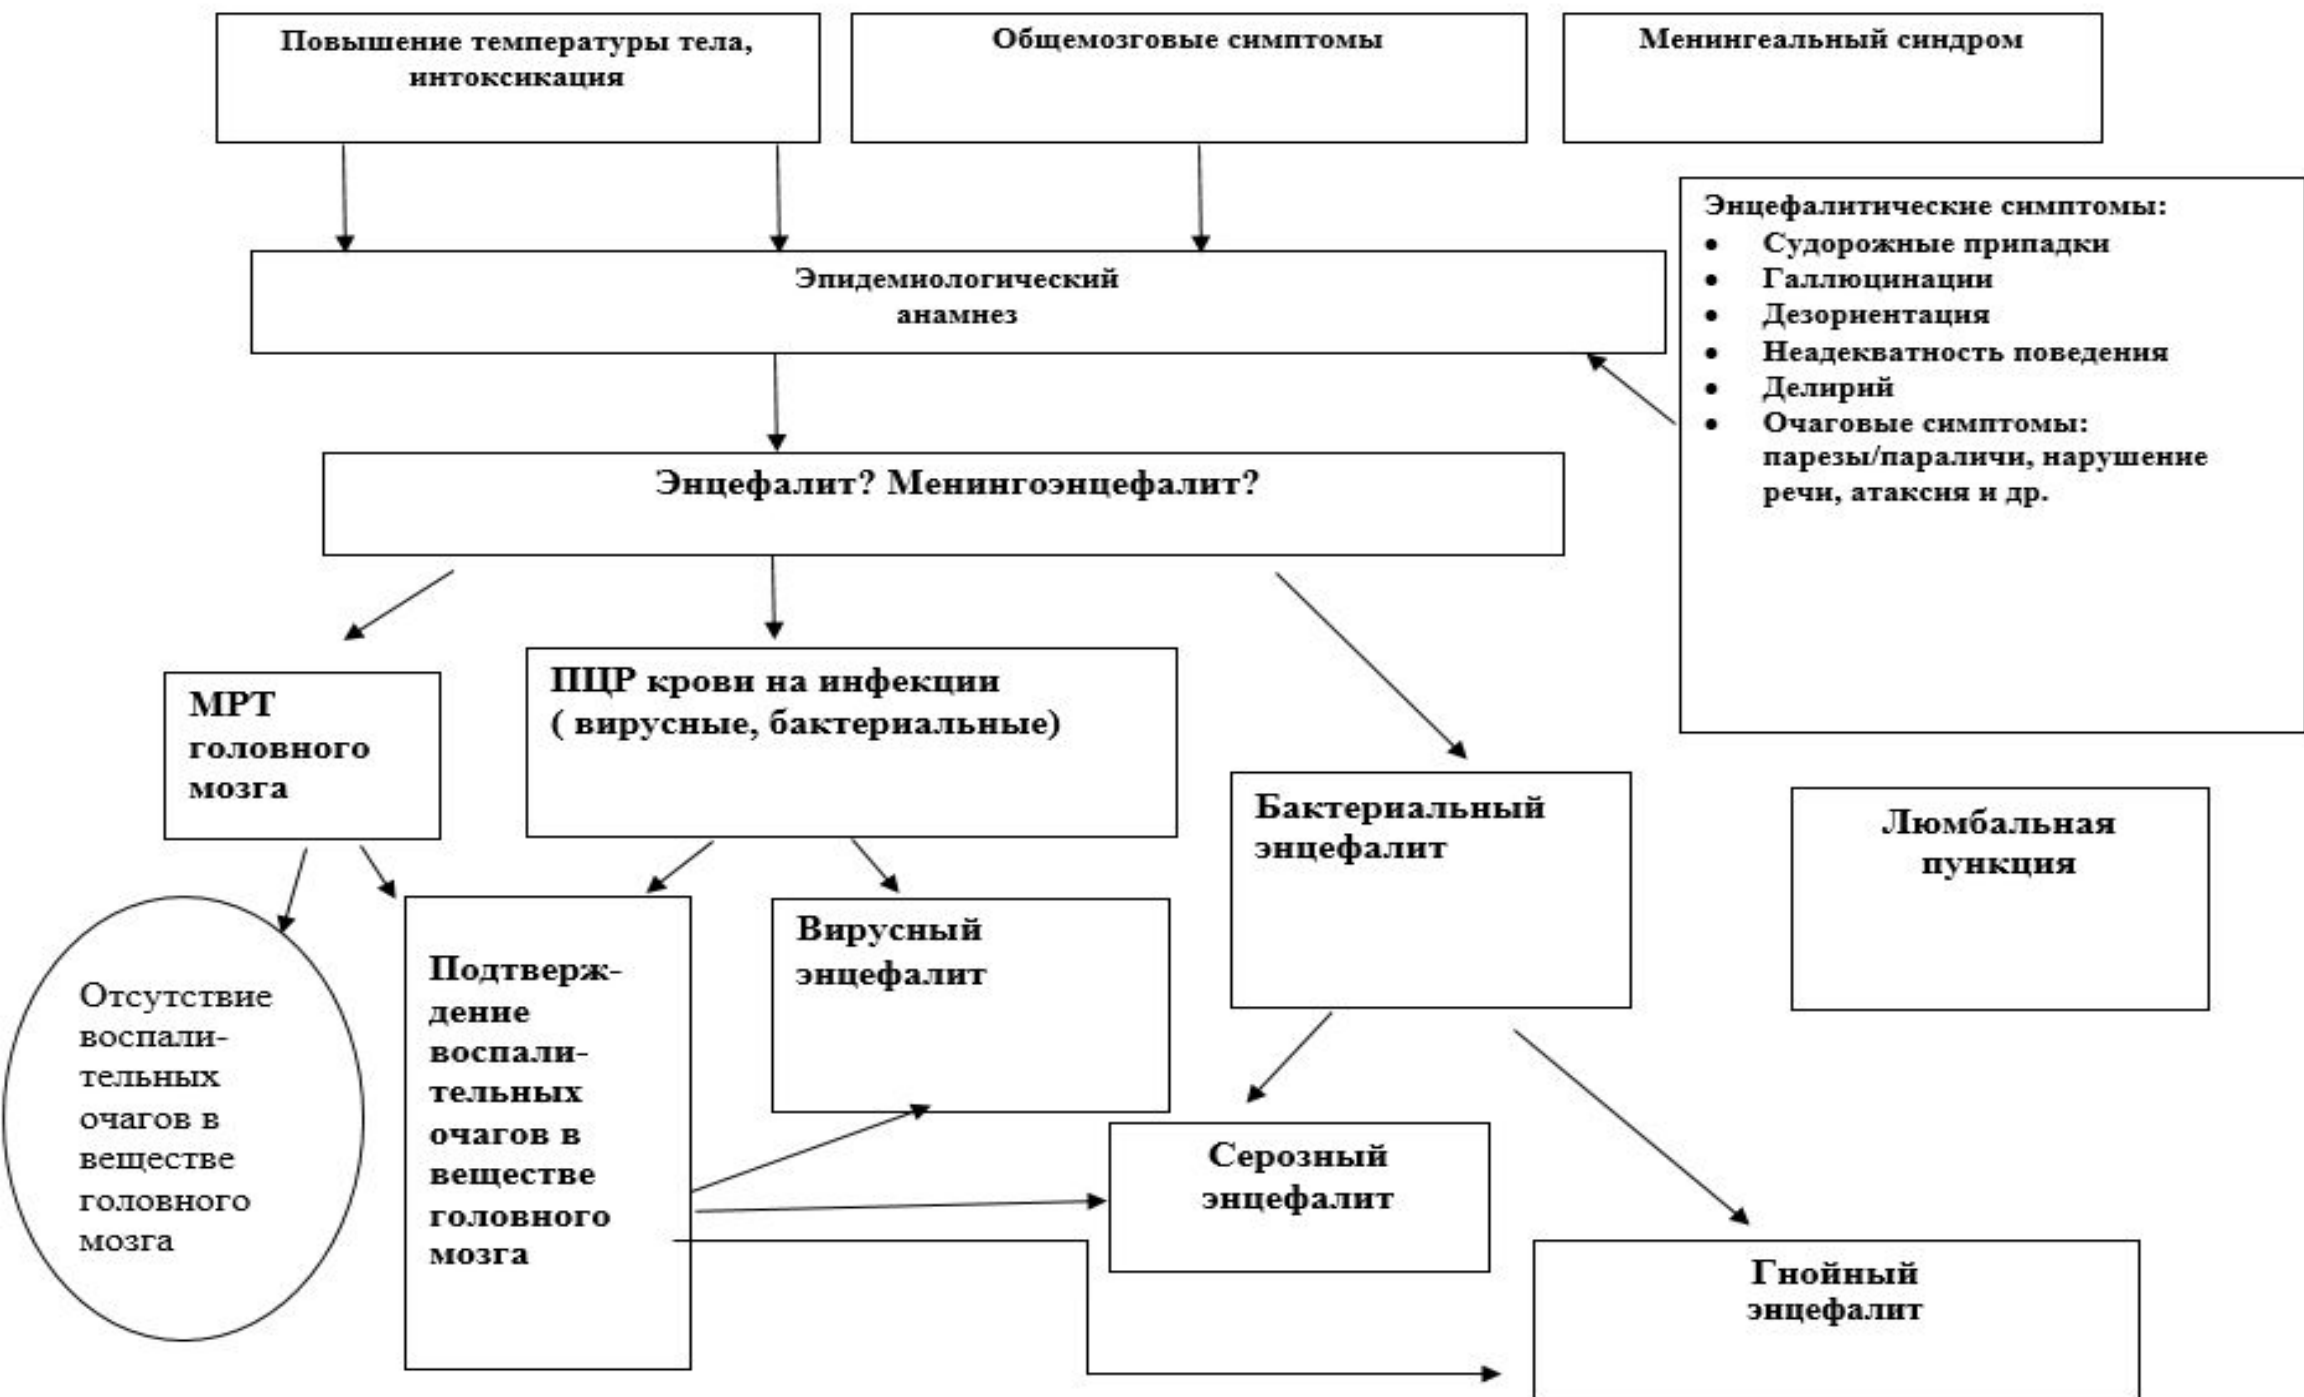 Повышение температуры тела,
интоксикация
Общемозговые симптомы
Менингеальный синдром
Энцефалитические симптомы:
• Судорожные припадки
• Галлюцинации
• Дезориентация
• Неадекватность поведения
• Делирий
• Очаговые симптомы:
парезы/параличи, нарушение
речи, атаксия и др.
Эпидемиологический
анамнез
Энцефалит? Менингоэнцефалит?
МРТ
головного
мозга
ПЦР крови на инфекции
( вирусные, бактериальные)
Бактериальный
энцефалит
Люмбальная
пункция
Отсутствие
воспали-
тельных
очагов в
веществе
головного
мозга
Подтверж-
дение
воспали-
тельных
очагов в
веществе
головного
мозга
Вирусный
энцефалит
Серозный
энцефалит
Гнойный
энцефалит